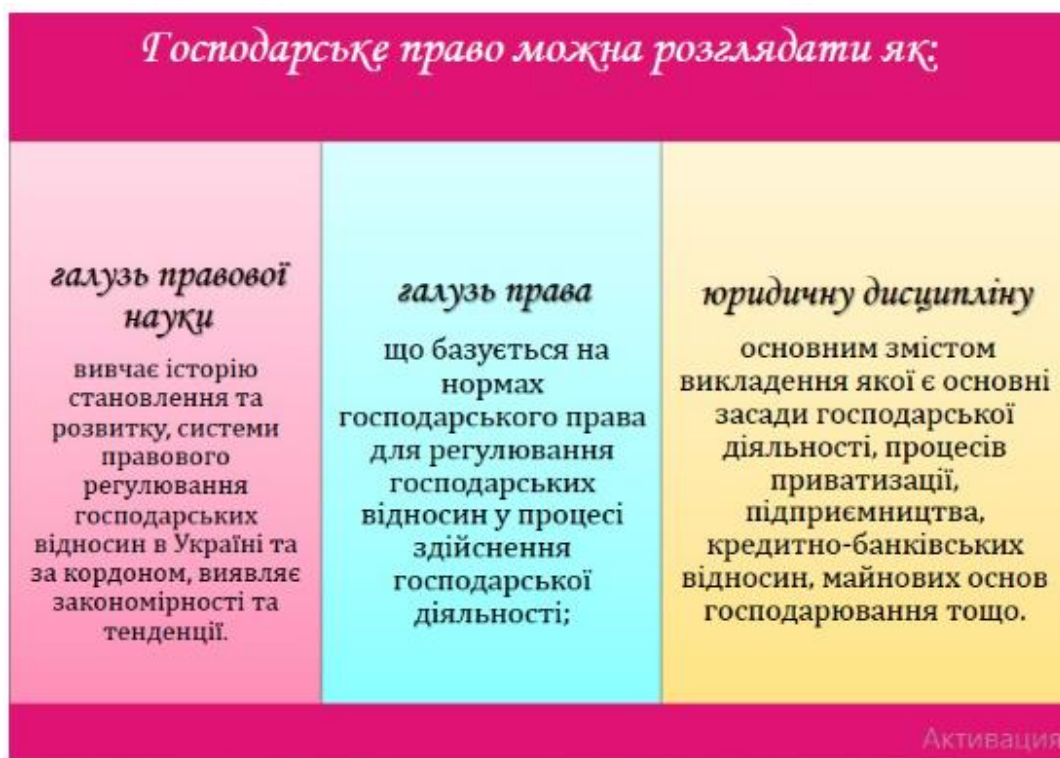 Господарське право можна розглядати як:
галузь правової
науки
вивчає історію
становлення та
розвитку, системи
правового
регулювання
господарських
відносин в Україні та
за кордоном, виявляє
закономірності та
тенденції.
галузь права
що базується на
нормах
господарського права
для регулювання
господарських
відносин у процесі
здійснення
господарської
діяльності;
юридичну дисципліну
основним змістом
викладення якої є основні
засади господарської
діяльності, процесів
приватизації,
підприємництва,
кредитно-банківських
відносин, майнових основ
господарювання тощо.
Активация